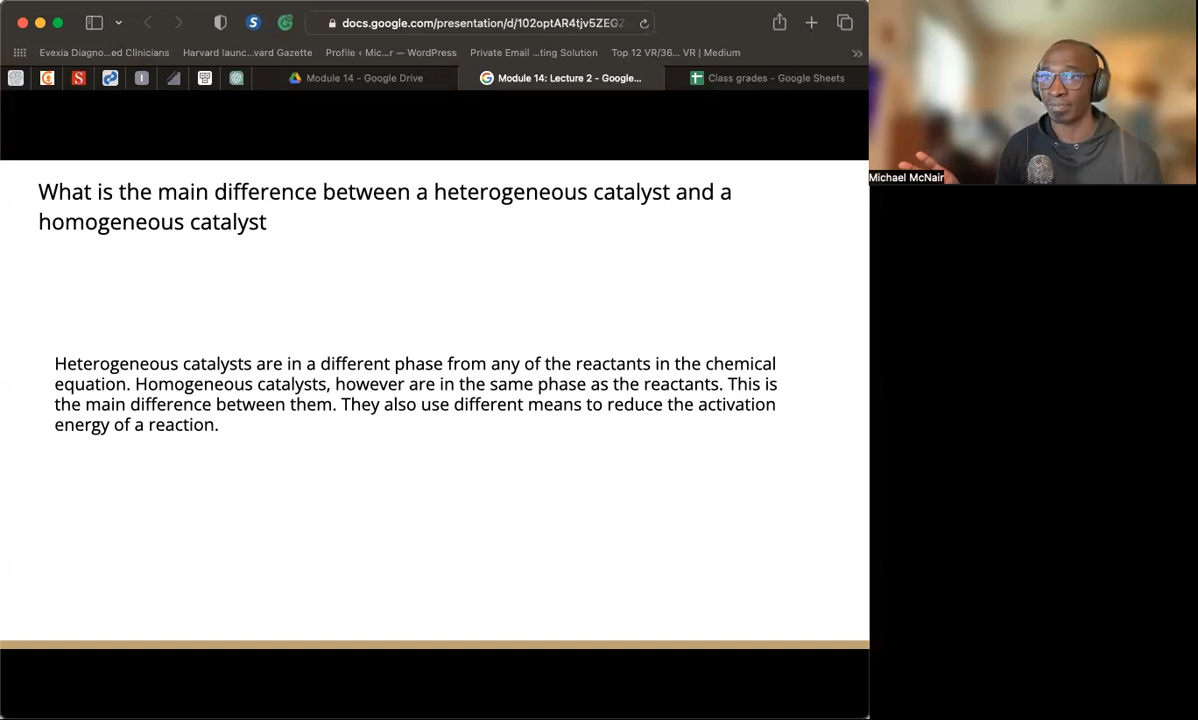 docs.google.com/presentation/d/102optAR4tjv5ZEGZ
Evexia Diagno...ed Clinicians Harvard launc...vard Gazette Profile ‹ Mic...r — WordPress Private Email ...ting Solution Top 12 VR/36... VR | Medium
Module 14 - Google Drive Module 14: Lecture 2 - Google... Class grades - Google Sheets
Michael McNair
What is the main difference between a heterogeneous catalyst and a
homogeneous catalyst
Heterogeneous catalysts are in a different phase from any of the reactants in the chemical
equation. Homogeneous catalysts, however are in the same phase as the reactants. This is
the main difference between them. They also use different means to reduce the activation
energy of a reaction.